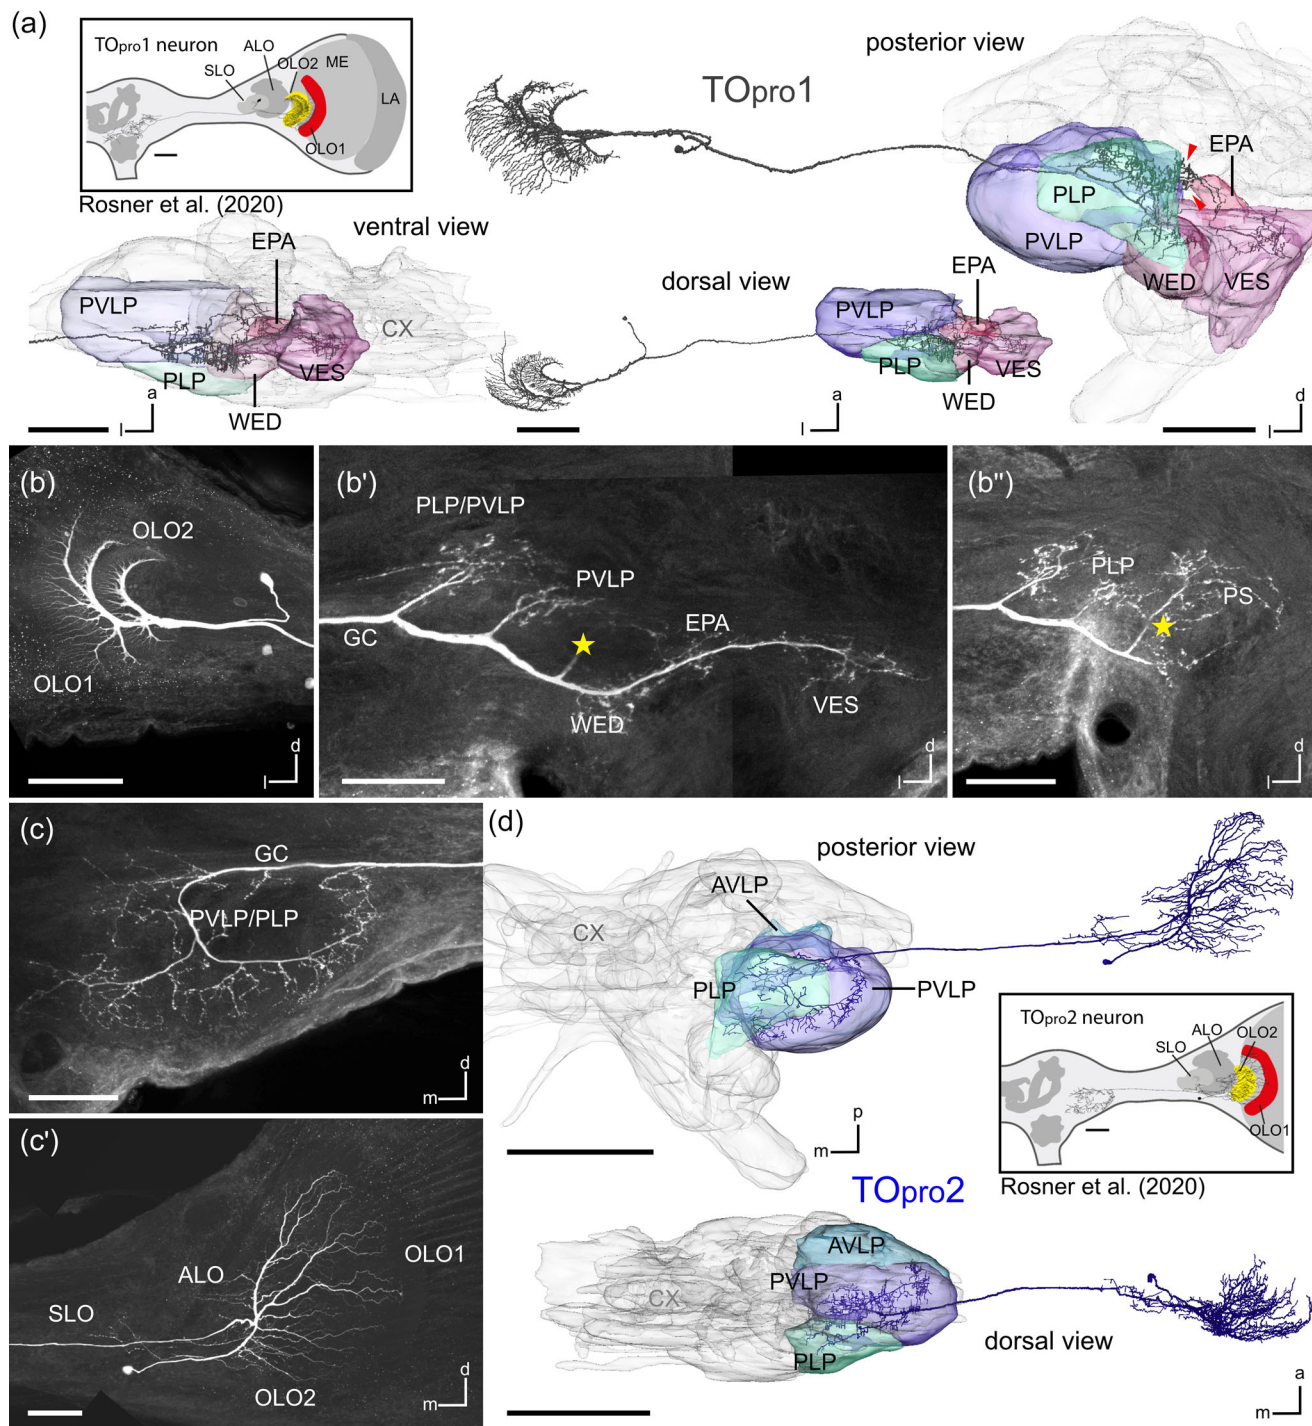 (a)
TOpro1 neuron
ALO
SLO
OLO2
ME
LA
OLO1
Rosner et al. (2020)
posterior view
TOpro1
EPA
PLP
PVLP
WED
VES
ventral view
EPA
PVLP
CX
PLP
VES
WED
a
l
dorsal view
EPA
PVLP
PLP
VES
WED
a
l
d
l
(b)
OLO2
OLO1
d
l
(b')
PLP/PVLP
PVLP
GC
EPA
WED
VES
d
l
(b")
PLP
PS
d
l
(c)
GC
PVLP/PLP
d
m
(c')
OLO1
ALO
SLO
OLO2
d
m
(d)
posterior view
AVLP
CX
PLP
PVLP
p
m
TOpro2 neuron
OLO2
ALO
SLO
OLO1
Rosner et al. (2020)
TOpro2
AVLP
PVLP
CX
PLP
dorsal view
a
m